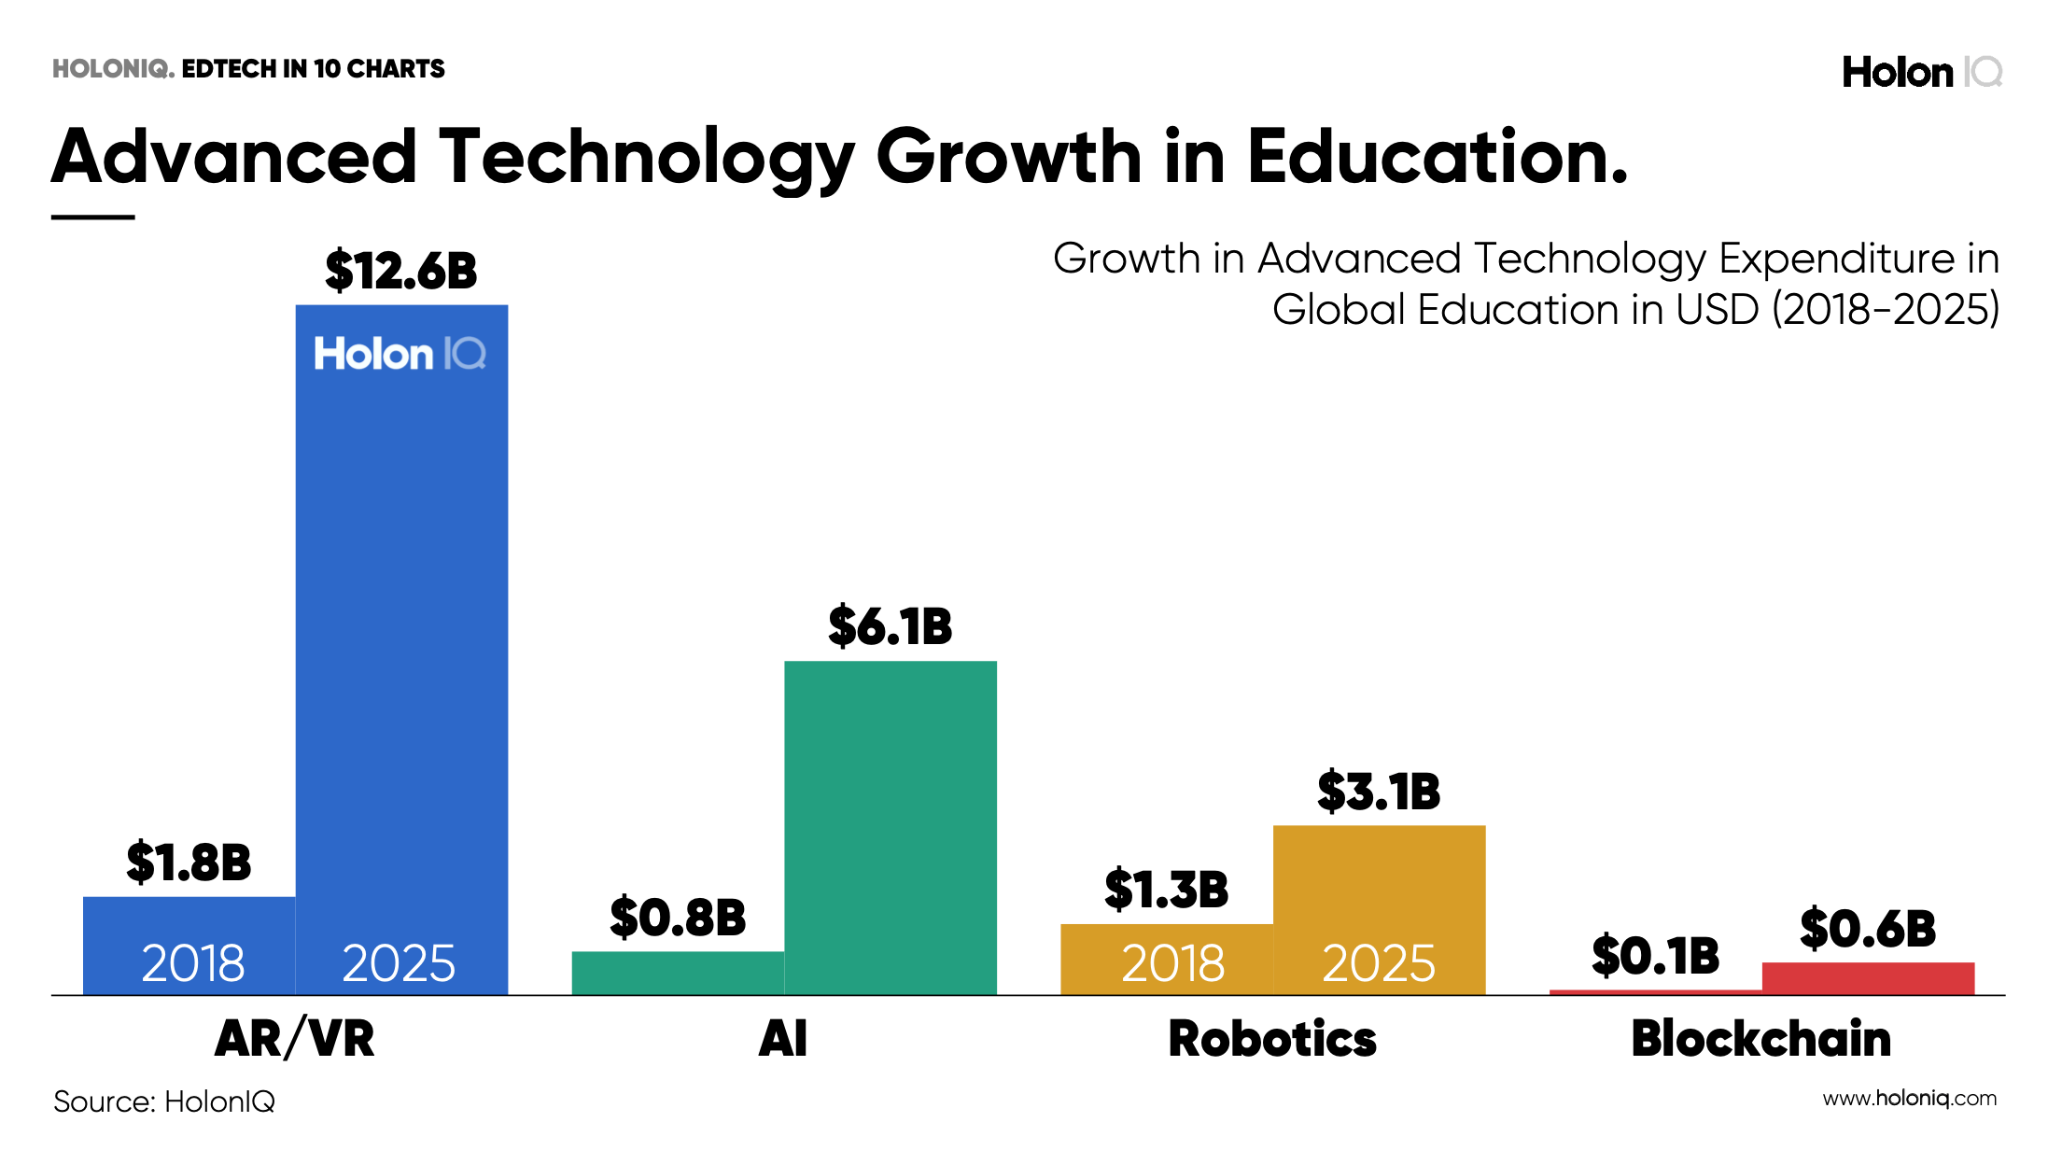 HOLONIQ. EDTECH IN 10 CHARTS
Holon IQ
Advanced Technology Growth in Education.
Growth in Advanced Technology Expenditure in
Global Education in USD (2018-2025)
$12.6B
Holon IQ
$6.1B
$3.1B
$1.8B
$1.3B
$0.8B
$0.6B
$0.1B
2018 2025 2018 2025
AR/VR AI Robotics Blockchain
Source: HolonIQ
www.holoniq.com